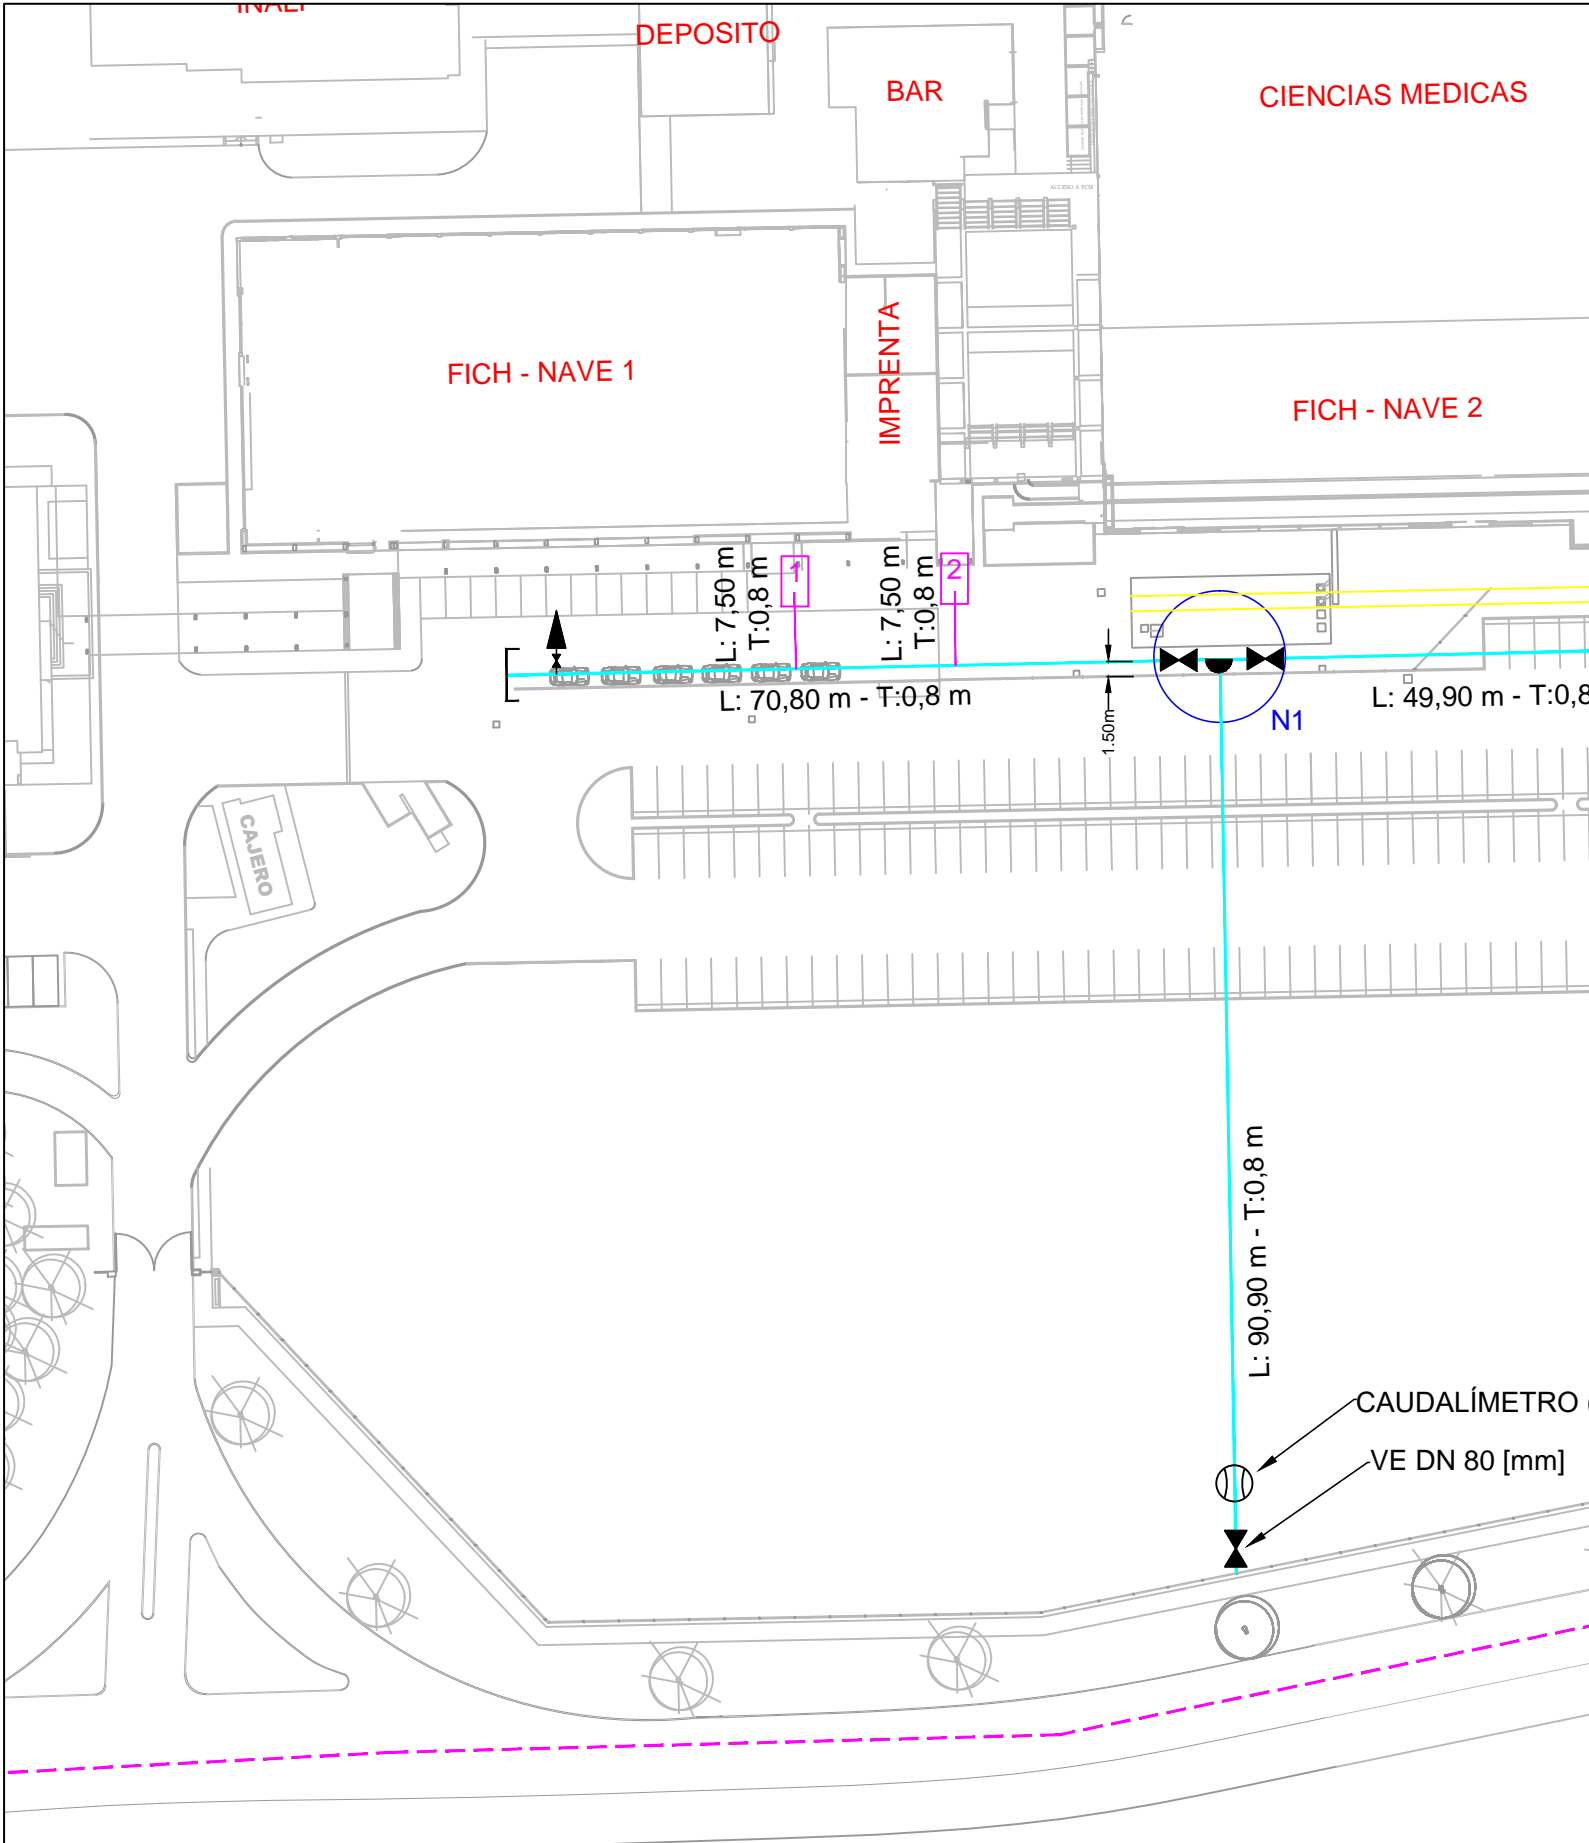 DEPOSITO
BAR
CIENCIAS MEDICAS
ACCESO A FCM
FICH - NAVE 1
IMPRENTA
FICH - NAVE 2
L: 7,50 m
T:0,8 m
1
L: 7,50 m
T:0,8 m
2
L: 70,80 m - T:0,8 m
1.50m
N1
L: 49,90 m - T:0,8
CAJERO
L: 90,90 m - T:0,8 m
CAUDALÍMETRO
VE DN 80 [mm]